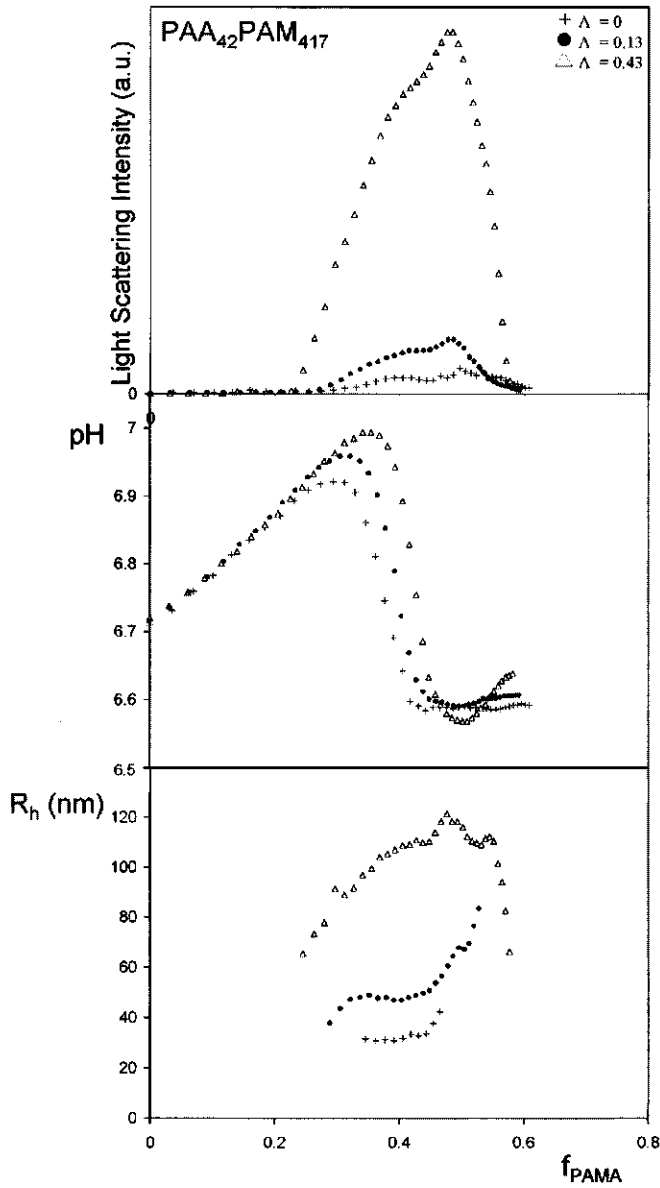 PAA42PAM417
+ Λ = 0
● Λ = 0.13
△ Λ = 0.43
Light Scattering Intensity (a.u.)
0
0
pH
7
6.9
6.8
6.7
6.6
6.5
Rh (nm)
120
100
80
60
40
20
0
0 0.2 0.4 0.6 0.8
fPAMA